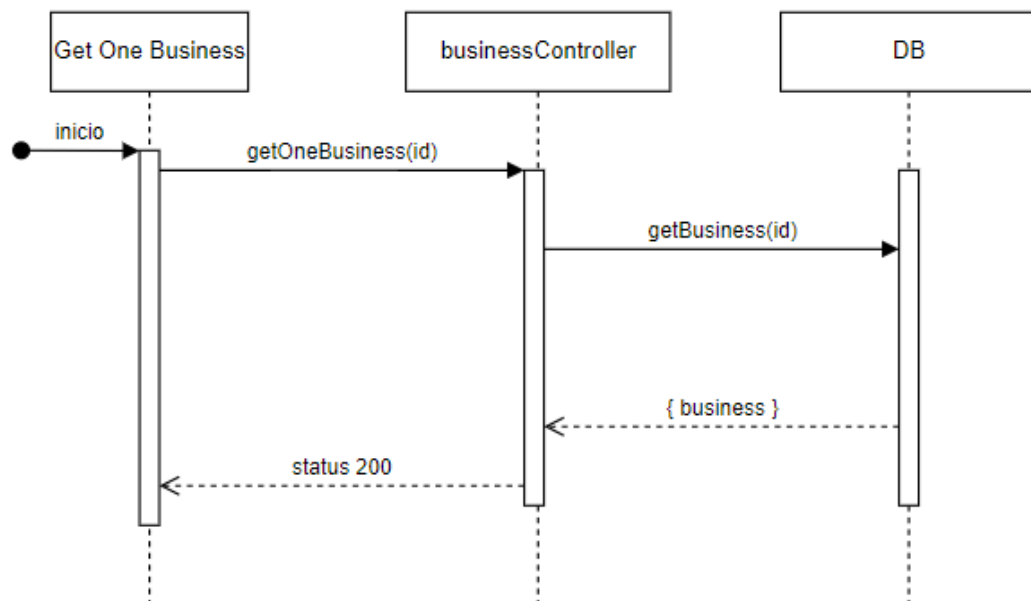 Get One Business
businessController
DB
inicio
getOneBusiness(id)
getBusiness(id)
{ business }
status 200